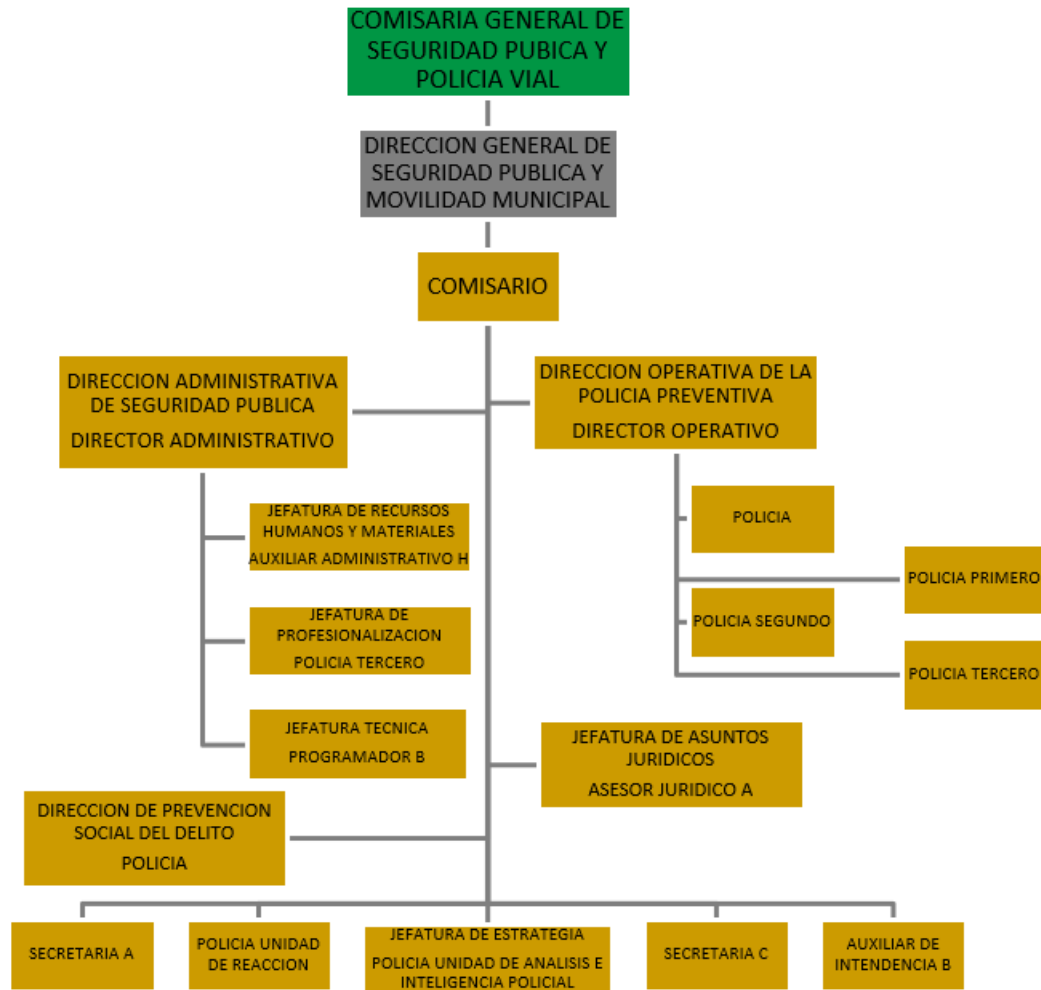 COMISARIA GENERAL DE
SEGURIDAD PUBICA Y
POLICIA VIAL
DIRECCION GENERAL DE
SEGURIDAD PUBLICA Y
MOVILIDAD MUNICIPAL
COMISARIO
DIRECCION ADMINISTRATIVA
DE SEGURIDAD PUBLICA
DIRECTOR ADMINISTRATIVO
DIRECCION OPERATIVA DE LA
POLICIA PREVENTIVA
DIRECTOR OPERATIVO
JEFATURA DE RECURSOS
HUMANOS Y MATERIALES
AUXILIAR ADMINISTRATIVO H
JEFATURA DE
PROFESIONALIZACION
POLICIA TERCERO
JEFATURA TECNICA
PROGRAMADOR B
POLICIA
POLICIA PRIMERO
POLICIA SEGUNDO
POLICIA TERCERO
JEFATURA DE ASUNTOS
JURIDICOS
ASESOR JURIDICO A
DIRECCION DE PREVENCION
SOCIAL DEL DELITO
POLICIA
SECRETARIA A
POLICIA UNIDAD
DE REACCION
JEFATURA DE ESTRATEGIA
POLICIA UNIDAD DE ANALISIS E
INTELIGENCIA POLICIAL
SECRETARIA C
AUXILIAR DE
INTENDENCIA B